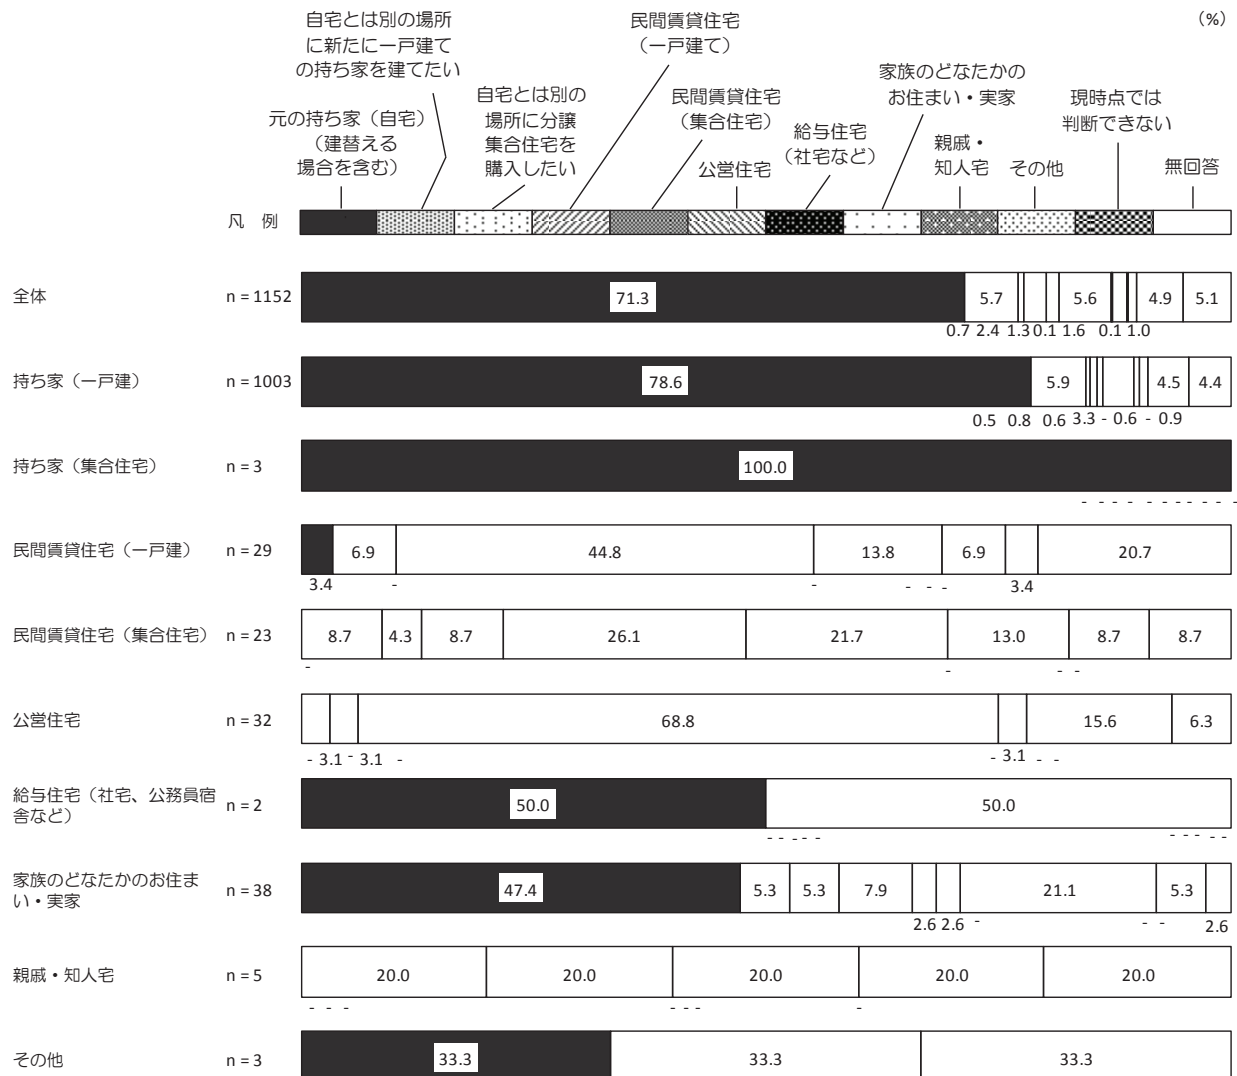 (%)
自宅とは別の場所
に新たに一戸建て
の持ち家を建てたい
民間賃貸住宅
(一戸建て)
家族のどなたかの
お住まい・実家
元の持ち家(自宅)
(建替える
場合を含む)
自宅とは別の
場所に分譲
集合住宅を
購入したい
民間賃貸住宅
(集合住宅)
公営住宅
給与住宅
(社宅など)
親戚・
知人宅
その他
現時点では
判断できない
無回答
凡 例
全体 n = 1152 71.3 5.7 5.6 4.9 5.1
0.7 2.4 1.3 0.1 1.6 0.1 1.0
持ち家(一戸建) n = 1003 78.6 5.9 4.5 4.4
0.5 0.8 0.6 3.3 - 0.6 - 0.9
持ち家(集合住宅) n = 3 100.0
- - - - - - - - - - -
民間賃貸住宅(一戸建) n = 29 6.9 44.8 13.8 6.9 20.7
3.4 - - - - - 3.4
民間賃貸住宅(集合住宅) n = 23 8.7 4.3 8.7 26.1 21.7 13.0 8.7 8.7
- - - -
公営住宅 n = 32 68.8 15.6 6.3
- 3.1 - 3.1 - - 3.1 - -
給与住宅(社宅、公務員宿
舎など) n = 2 50.0 50.0
- - - - - - - - - -
家族のどなたかのお住ま
い・実家 n = 38 47.4 5.3 5.3 7.9 21.1 5.3
2.6 2.6 - - - 2.6
親戚・知人宅 n = 5 20.0 20.0 20.0 20.0 20.0
- - - - - - -
その他 n = 3 33.3 33.3 33.3